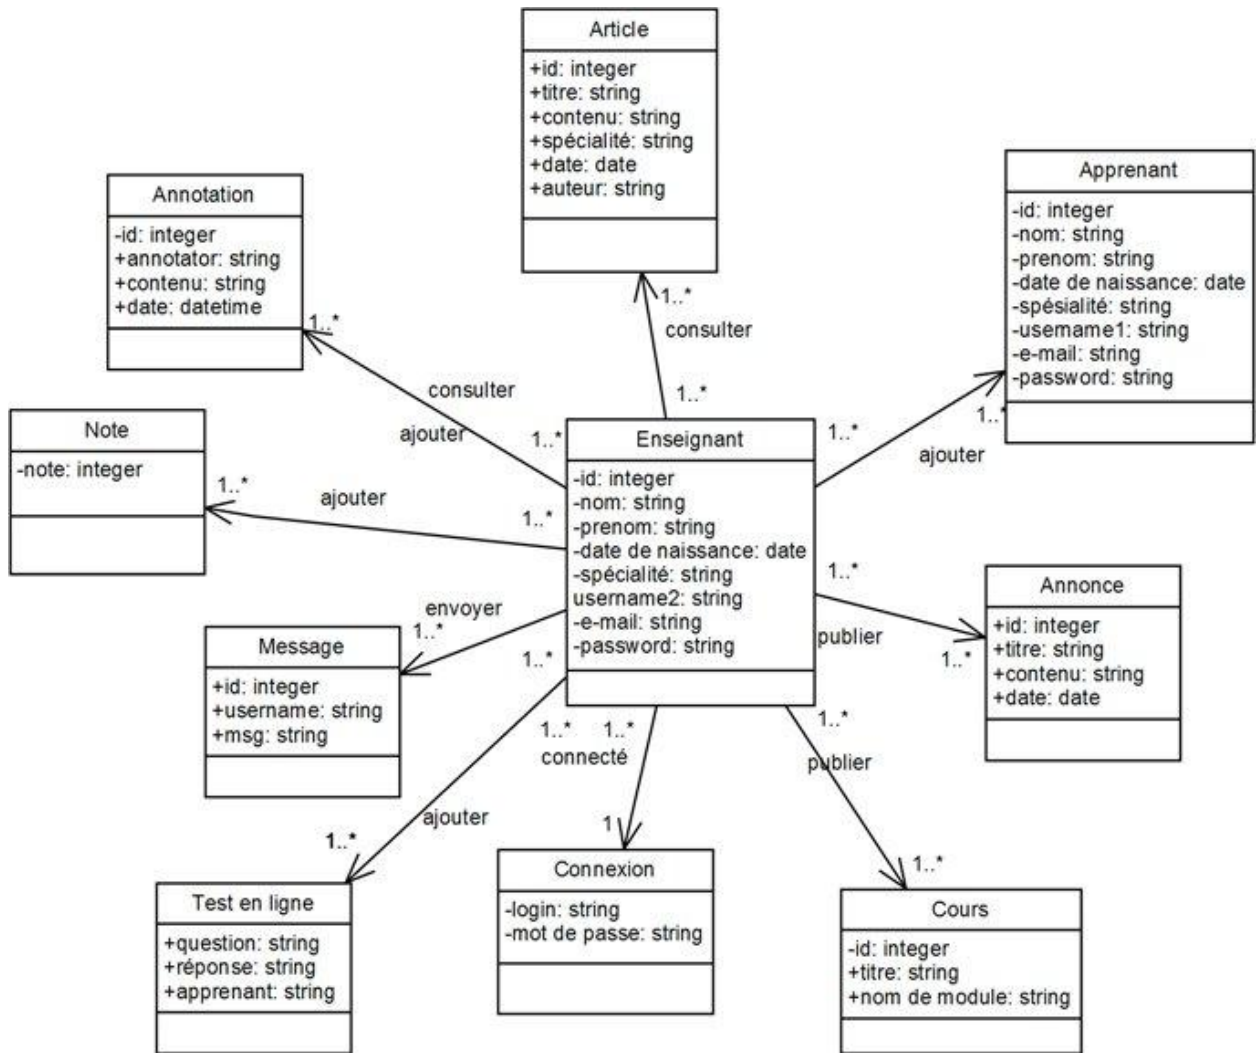 Article
+id: integer
+titre: string
+contenu: string
+spécialité: string
+date: date
+auteur: string
Annotation
-id: integer
+annotator: string
+contenu: string
+date: datetime
Apprenant
-id: integer
-nom: string
-prenom: string
-date de naissance: date
-spésialité: string
-username1: string
-e-mail: string
-password: string
1..*
consulter
1..*
1..*
consulter
ajouter
1..*
1..*
ajouter
1..*
Note
-note: integer
1..*
ajouter
1..*
Enseignant
-id: integer
-nom: string
-prenom: string
-date de naissance: date
-spécialité: string
username2: string
-e-mail: string
-password: string
1..*
publier
1..*
Annonce
+id: integer
+titre: string
+contenu: string
+date: date
envoyer
1..*
1..*
Message
+id: integer
+username: string
+msg: string
1..*
ajouter
1..*
1..*
connecté
1
1..*
publier
1..*
Test en ligne
+question: string
+réponse: string
+apprenant: string
Connexion
-login: string
-mot de passe: string
Cours
-id: integer
+titre: string
+nom de module: string